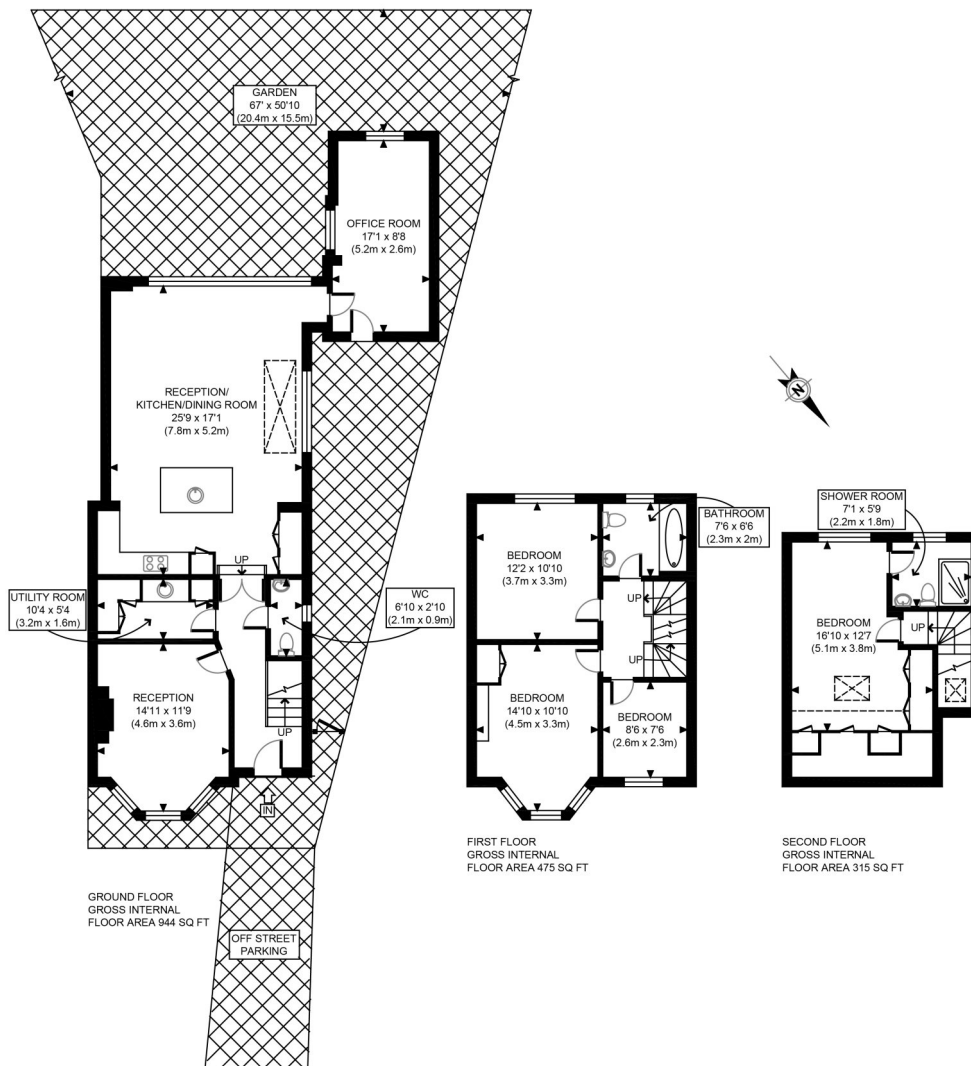 GARDEN
67' x 50'10
(20.4m x 15.5m)
OFFICE ROOM
17'1 x 8'8
(5.2m x 2.6m)
RECEPTION/
KITCHEN/DINING ROOM
25'9 x 17'1
(7.8m x 5.2m)
UP
UTILITY ROOM
10'4 x 5'4
(3.2m x 1.6m)
WC
6'10 x 2'10
(2.1m x 0.9m)
RECEPTION
14'11 x 11'9
(4.6m x 3.6m)
UP
IN
GROUND FLOOR
GROSS INTERNAL
FLOOR AREA 944 SQ FT
OFF STREET
PARKING
N
BATHROOM
7'6 x 6'6
(2.3m x 2m)
BEDROOM
12'2 x 10'10
(3.7m x 3.3m)
UP
UP
BEDROOM
14'10 x 10'10
(4.5m x 3.3m)
BEDROOM
8'6 x 7'6
(2.6m x 2.3m)
FIRST FLOOR
GROSS INTERNAL
FLOOR AREA 475 SQ FT
SHOWER ROOM
7'1 x 5'9
(2.2m x 1.8m)
BEDROOM
16'10 x 12'7
(5.1m x 3.8m)
UP
SECOND FLOOR
GROSS INTERNAL
FLOOR AREA 315 SQ FT